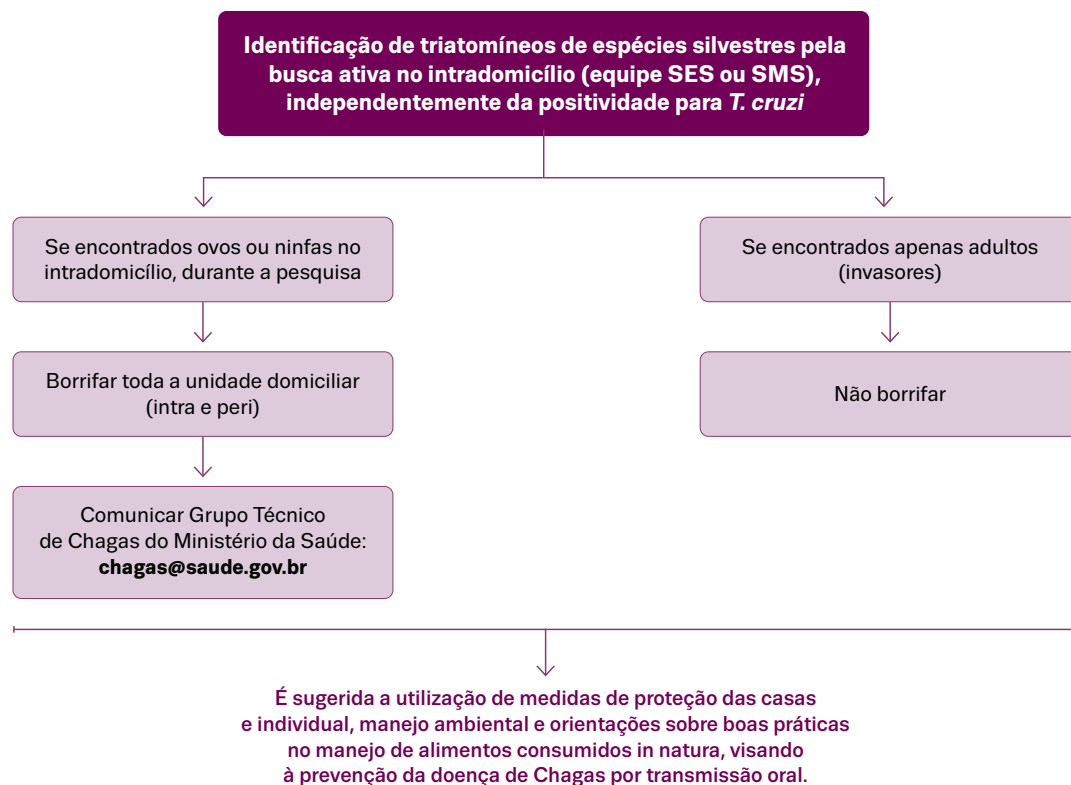 Identificação de triatomíneos de espécies silvestres pela
busca ativa no intradomicílio (equipe SES ou SMS),
independentemente da positividade para T. cruzi
Se encontrados ovos ou ninfas no
intradomicílio, durante a pesquisa
Se encontrados apenas adultos
(invasores)
Borrifar toda a unidade domiciliar
(intra e peri)
Não borrifar
Comunicar Grupo Técnico
de Chagas do Ministério da Saúde:
chagas@saude.gov.br
É sugerida a utilização de medidas de proteção das casas
e individual, manejo ambiental e orientações sobre boas práticas
no manejo de alimentos consumidos in natura, visando
à prevenção da doença de Chagas por transmissão oral.